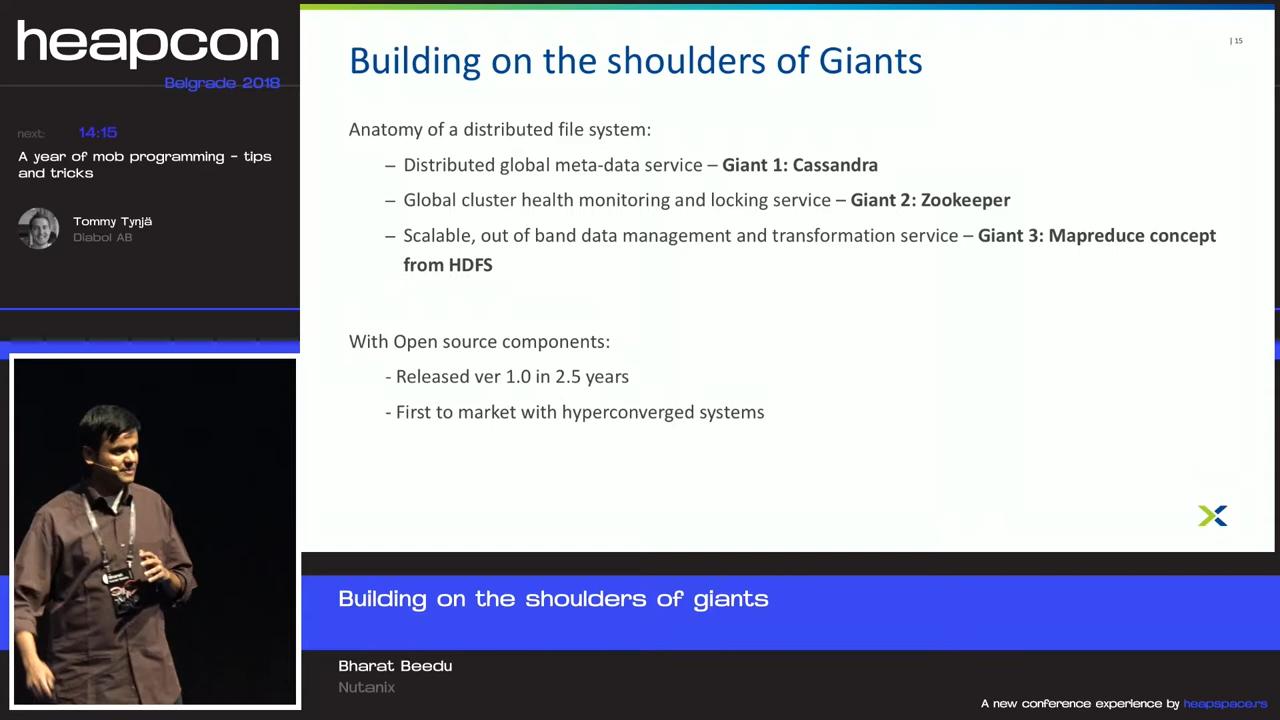 heapcon
Belgrade 2018
next: 14:15
A year of mob programming - tips
and tricks
Tommy Tynjä
Diabol AB
| 15
Building on the shoulders of Giants
Anatomy of a distributed file system:
– Distributed global meta-data service – Giant 1: Cassandra
– Global cluster health monitoring and locking service – Giant 2: Zookeeper
– Scalable, out of band data management and transformation service – Giant 3: Mapreduce concept
from HDFS
With Open source components:
- Released ver 1.0 in 2.5 years
- First to market with hyperconverged systems
Building on the shoulders of giants
Bharat Beedu
Nutanix
A new conference experience by heapspace.rs